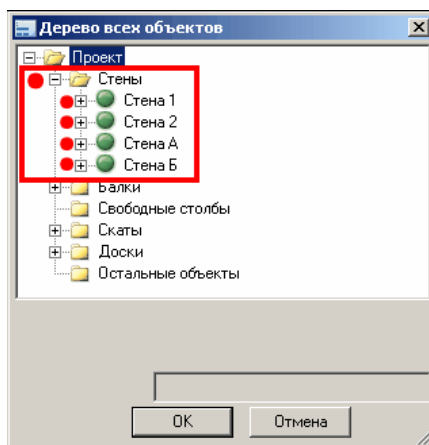 Дерево всех объектов
Проект
Стены
Стена 1
Стена 2
Стена А
Стена Б
Балки
Свободные столбы
Скаты
Доски
Остальные объекты
OK
Отмена